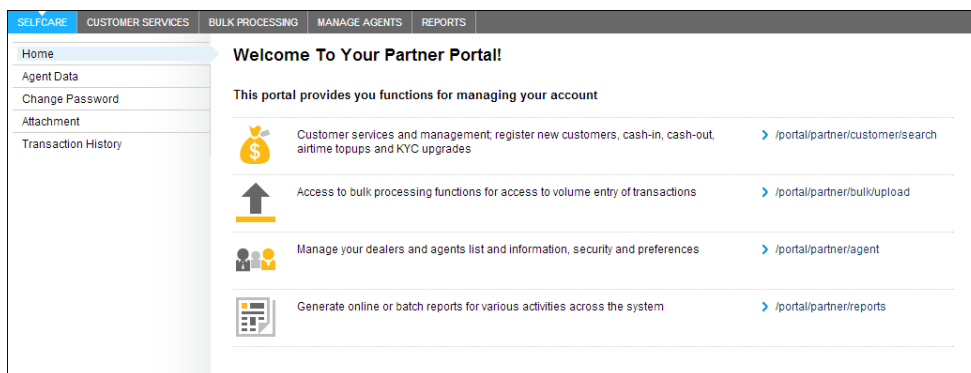 SELFCARE CUSTOMER SERVICES BULK PROCESSING MANAGE AGENTS REPORTS
Home
Agent Data
Change Password
Attachment
Transaction History
Welcome To Your Partner Portal!
This portal provides you functions for managing your account
Customer services and management; register new customers, cash-in, cash-out,
airtime topups and KYC upgrades
/portal/partner/customer/search
Access to bulk processing functions for access to volume entry of transactions
/portal/partner/bulk/upload
Manage your dealers and agents list and information, security and preferences
/portal/partner/agent
Generate online or batch reports for various activities across the system
/portal/partner/reports